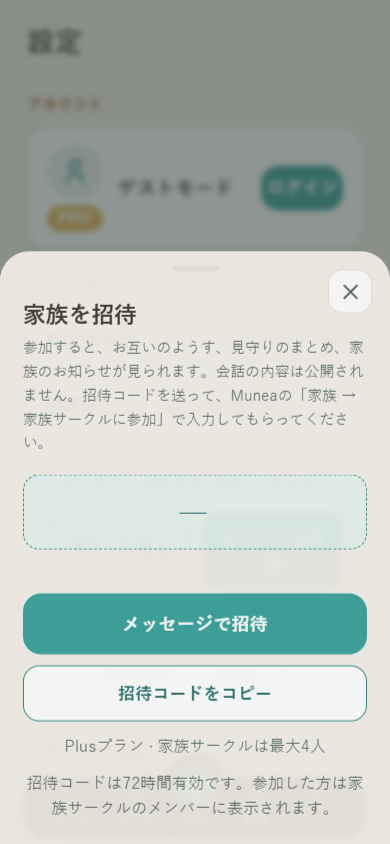 設定
アカウント
ゲストモード
ログイン
PRO
家族を招待
参加すると、お互いのようす、見守りのまとめ、家
族のお知らせが見られます。会話の内容は公開され
ません。招待コードを送って、Muneaの「家族 →
家族サークルに参加」で入力してもらってくださ
い。
—
メッセージで招待
招待コードをコピー
Plusプラン · 家族サークルは最大4人
招待コードは72時間有効です。参加した方は家
族サークルのメンバーに表示されます。